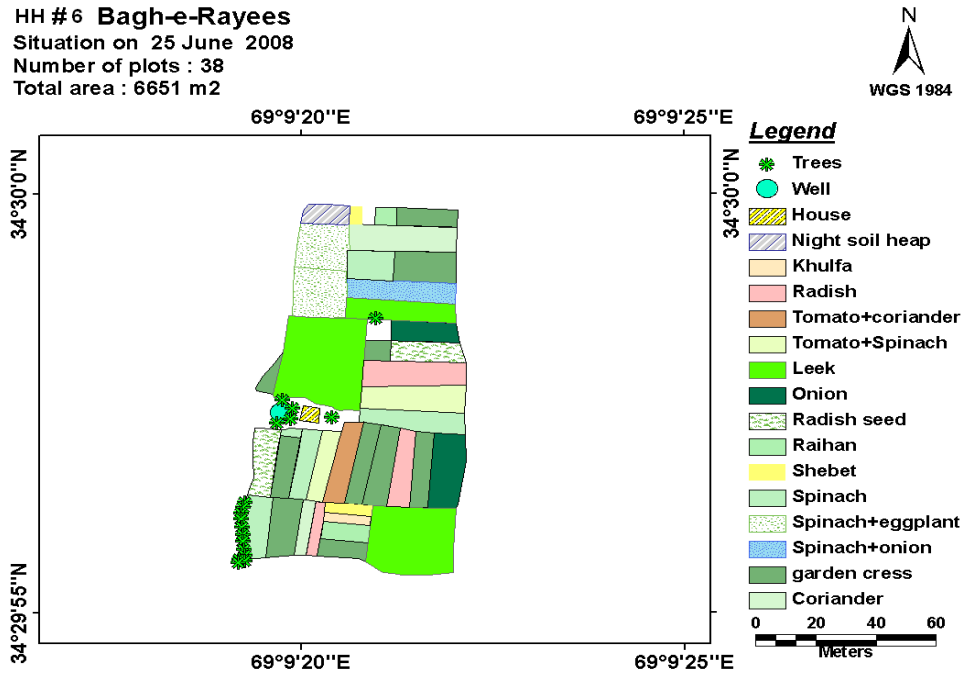 HH # 6 Bagh-e-Rayees
Situation on 25 June 2008
Number of plots : 38
Total area : 6651 m2
N
WGS 1984
69°9'20"E
69°9'25"E
34°30'0"N
34°30'0"N
34°29'55"N
34°29'55"N
69°9'20"E
69°9'25"E
Legend
Trees
Well
House
Night soil heap
Khulfa
Radish
Tomato+coriander
Tomato+Spinach
Leek
Onion
Radish seed
Raihan
Shebet
Spinach
Spinach+eggplant
Spinach+onion
garden cress
Coriander
0 20 40 60
Meters